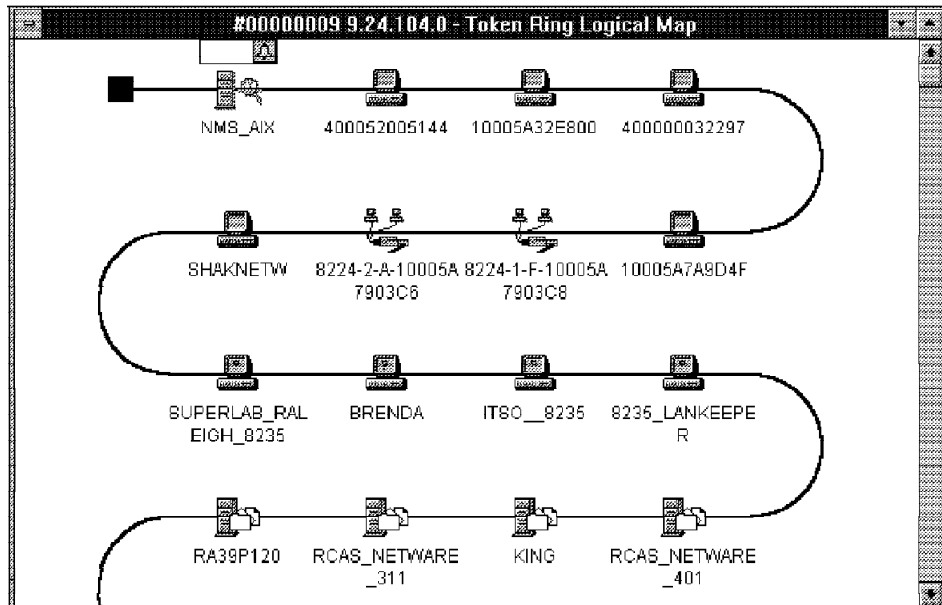 #00000009 9.24.104.0 - Token Ring Logical Map
NMS_AIX
400052005144
10005A32E800
400000032297
SHAKNETW
8224-2-A-10005A
7903C6
8224-1-F-10005A
7903C8
10005A7A9D4F
SUPERLAB_RAL
EIGH_8235
BRENDA
ITSO__8235
8235_LANKEEPE
R
RA39P120
RCAS_NETWARE
_311
KING
RCAS_NETWARE
_401